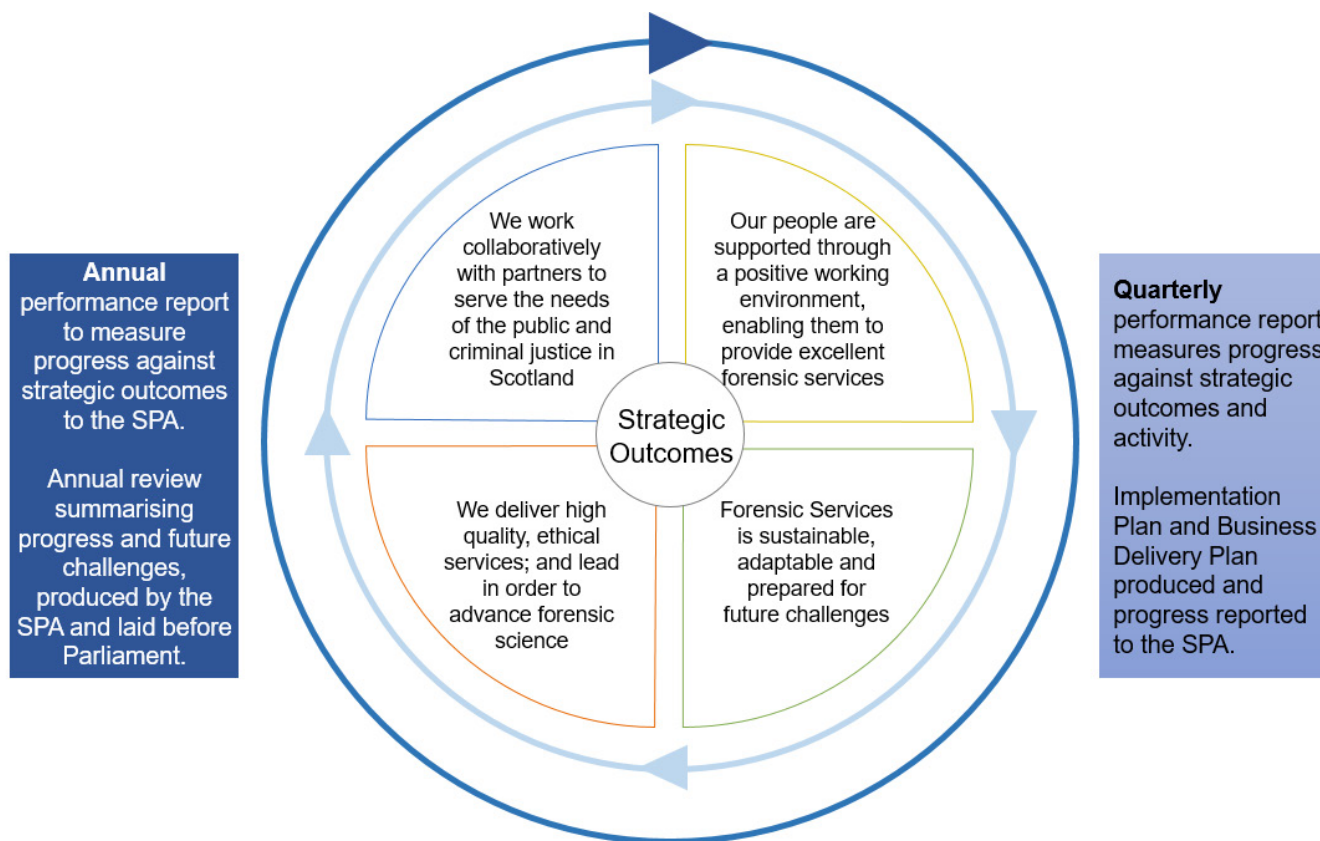 Annual
performance report
to measure
progress against
strategic outcomes
to the SPA.
Annual review
summarising
progress and future
challenges,
produced by the
SPA and laid before
Parliament.
We work
collaboratively
with partners to
serve the needs
of the public and
criminal justice in
Scotland
Our people are
supported through
a positive working
environment,
enabling them to
provide excellent
forensic services
Strategic
Outcomes
We deliver high
quality, ethical
services; and lead
in order to
advance forensic
science
Forensic Services
is sustainable,
adaptable and
prepared for
future challenges
Quarterly
performance report
measures progress
against strategic
outcomes and
activity.
Implementation
Plan and Business
Delivery Plan
produced and
progress reported
to the SPA.